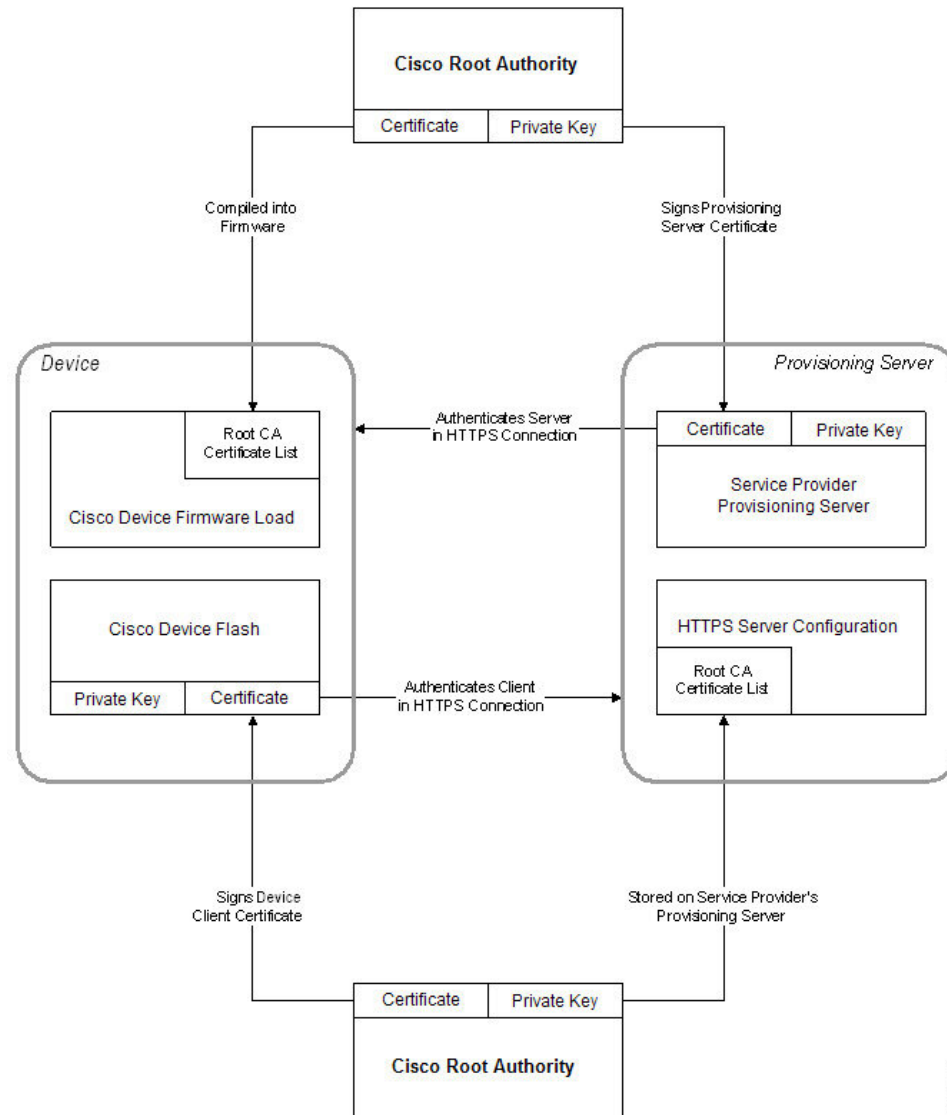 Cisco Root Authority
Certificate
Private Key
Compiled into
Firmware
Signs Provisioning
Server Certificate
Device
Provisioning Server
Root CA
Certificate List
Cisco Device Firmware Load
Authenticates Server
in HTTPS Connection
Certificate
Private Key
Service Provider
Provisioning Server
Cisco Device Flash
Private Key
Certificate
Authenticates Client
in HTTPS Connection
HTTPS Server Configuration
Root CA
Certificate List
Signs Device
Client Certificate
Stored on Service Provider's
Provisioning Server
Certificate
Private Key
Cisco Root Authority